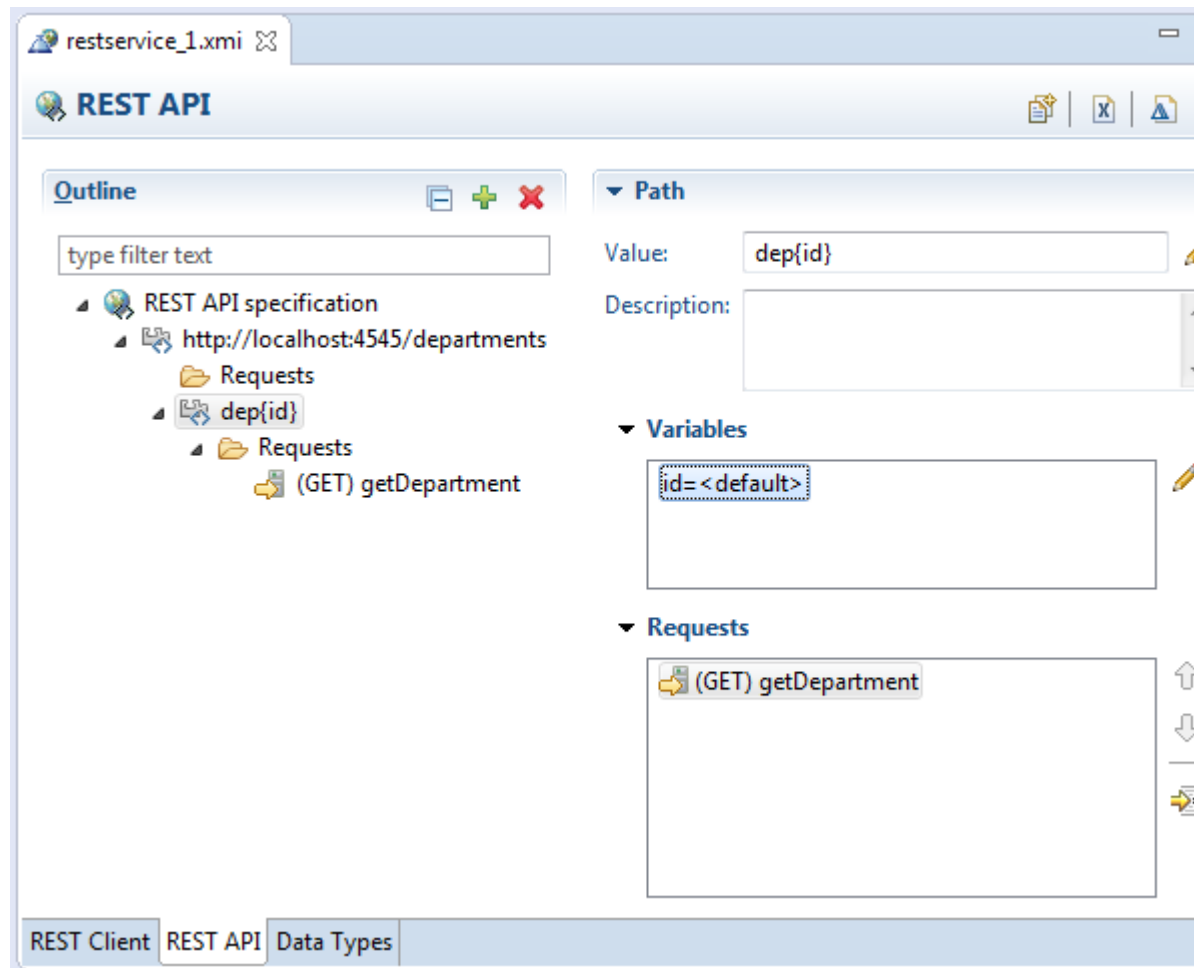 restservice_1.xmi
REST API
Outline
type filter text
REST API specification
http://localhost:4545/departments
Requests
dep{id}
Requests
(GET) getDepartment
Path
Value: dep{id}
Description:
Variables
id=<default>
Requests
(GET) getDepartment
REST Client REST API Data Types